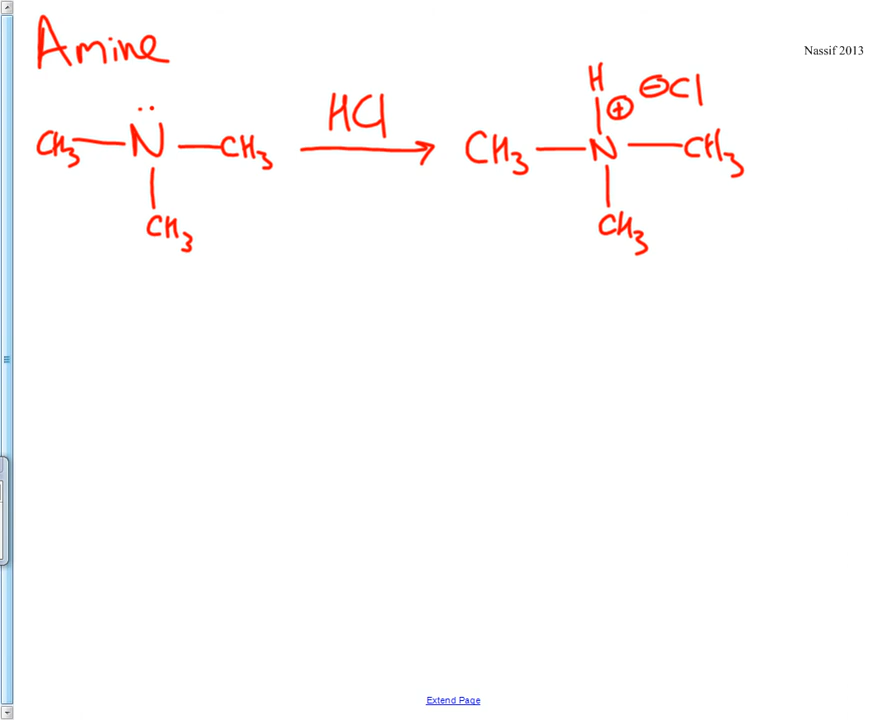 Amine
Nassif 2013
CH3—N̈—CH3
CH3
HCl
H
⊕ ⊖Cl
CH3—N—CH3
CH3
Extend Page